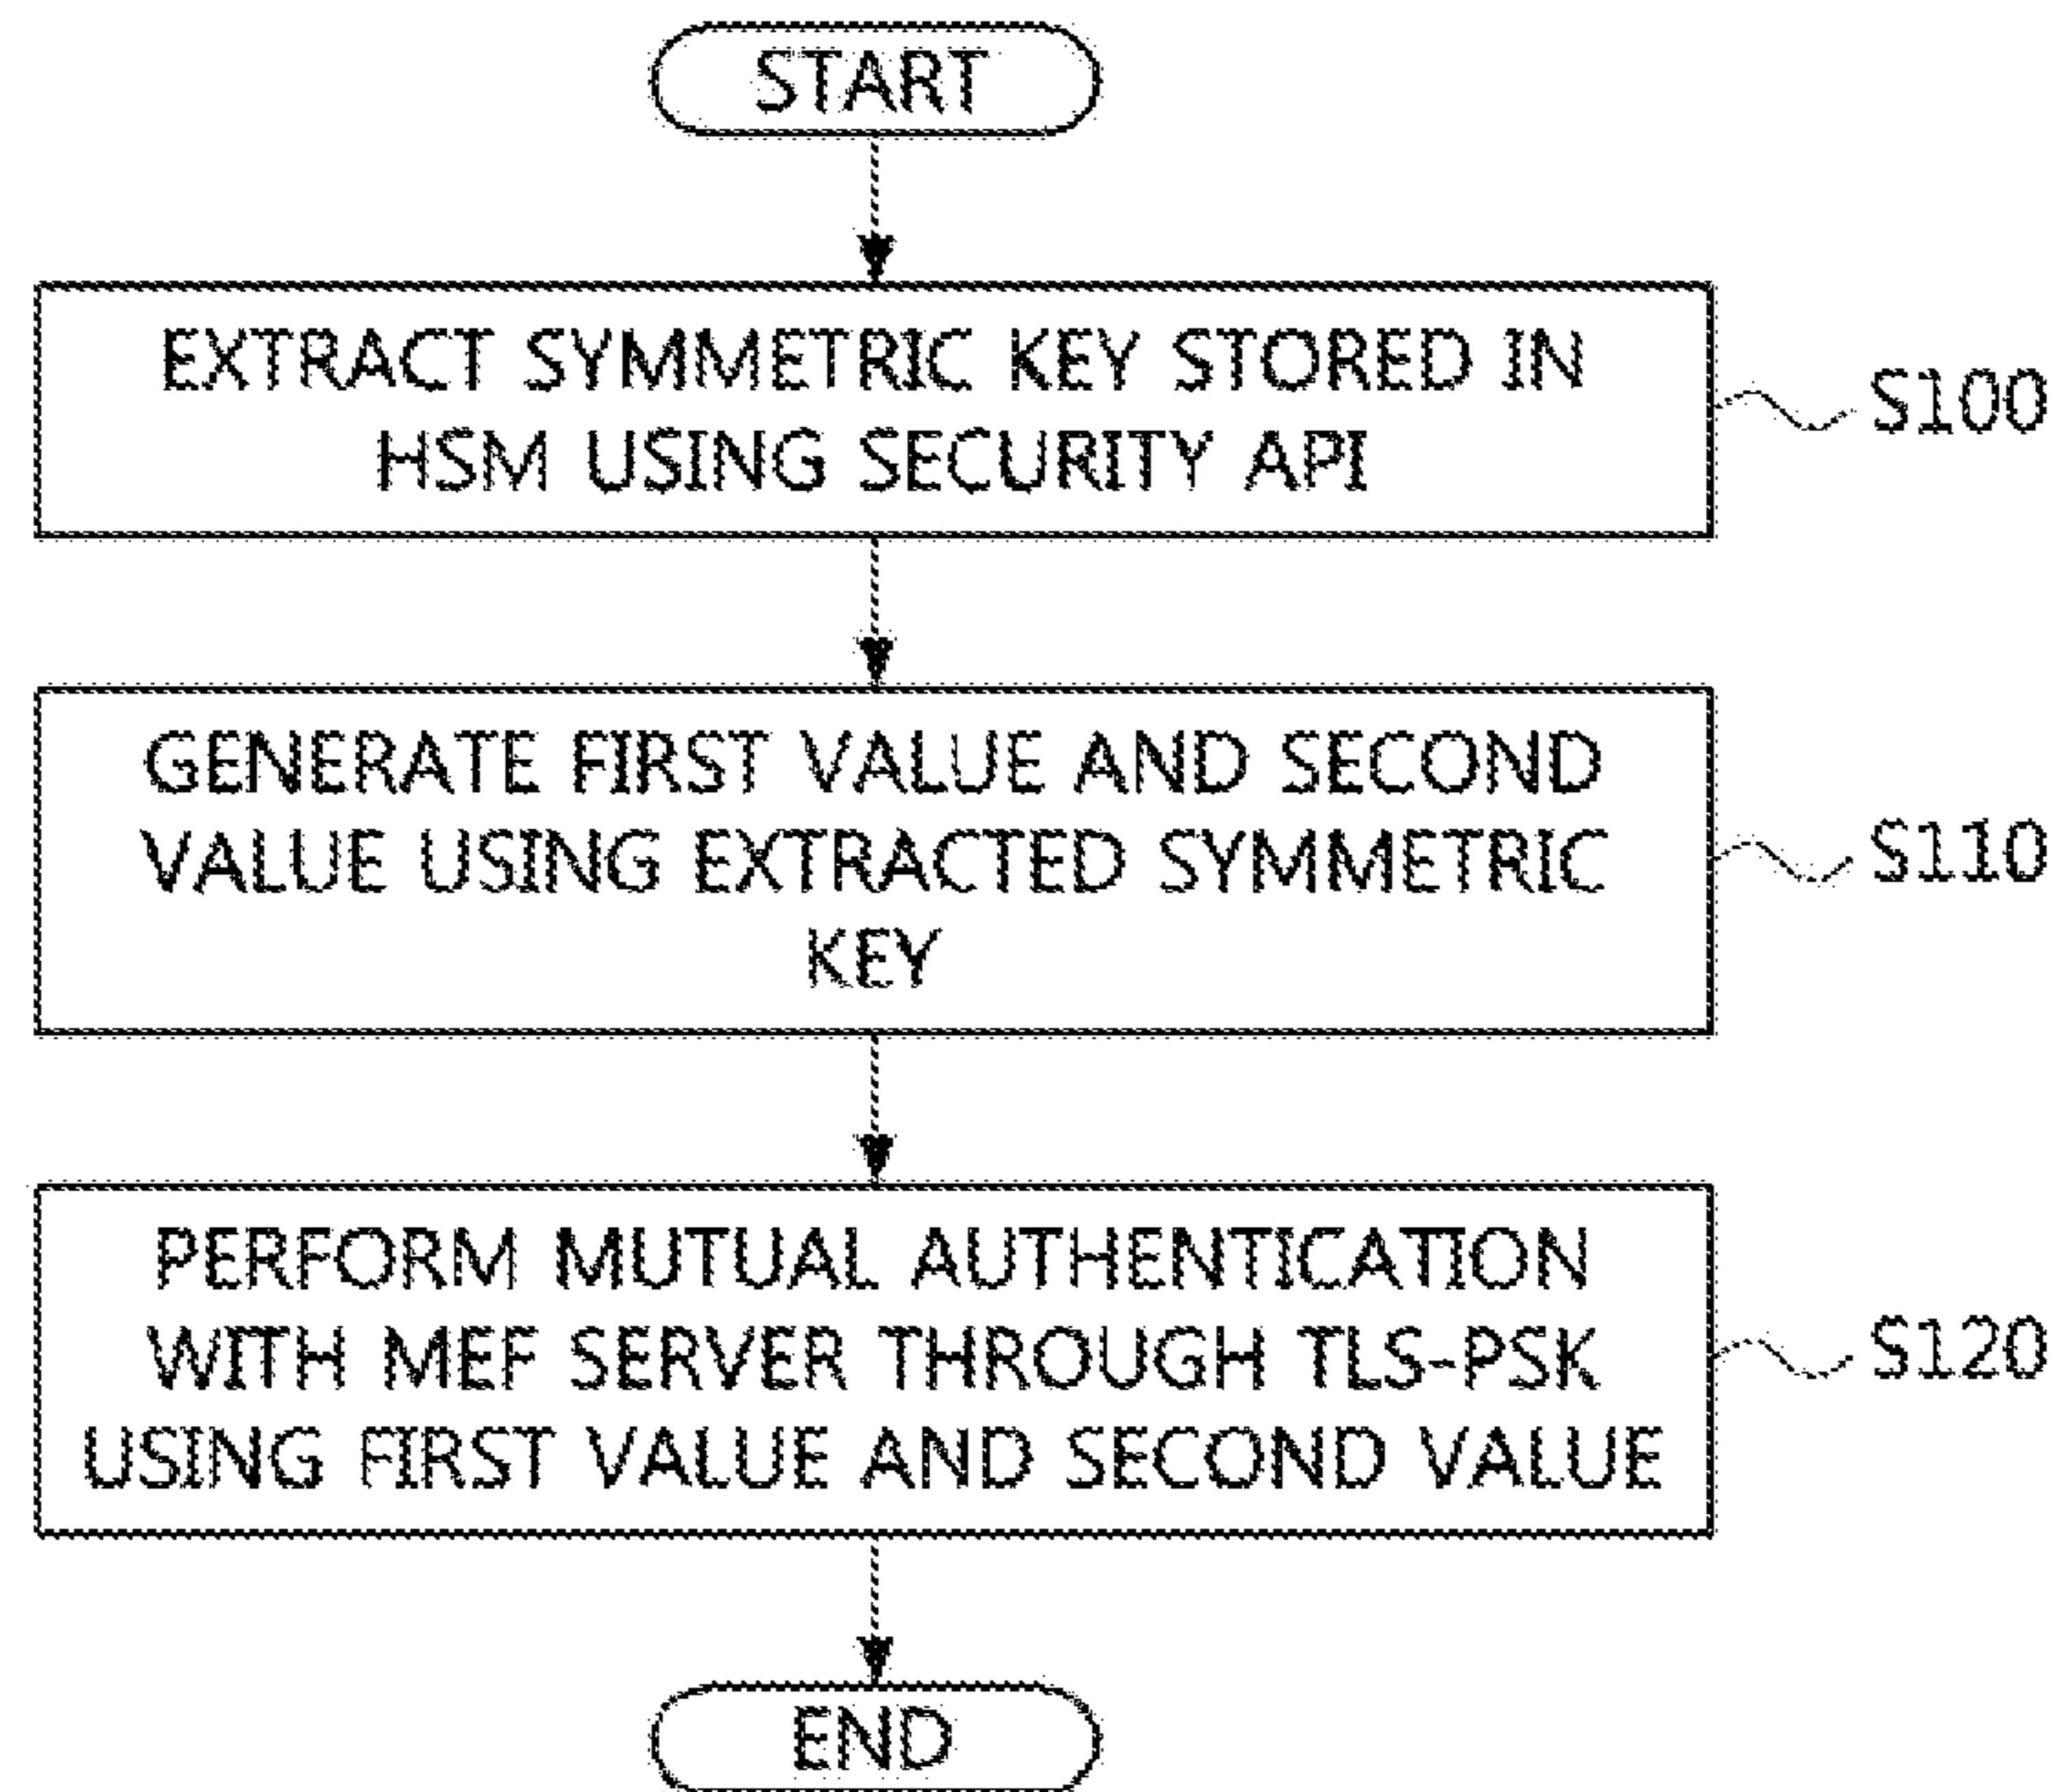 START
EXTRACT SYMMETRIC KEY STORED IN
HSM USING SECURITY API
S100
GENERATE FIRST VALUE AND SECOND
VALUE USING EXTRACTED SYMMETRIC
KEY
S110
PERFORM MUTUAL AUTHENTICATION
WITH MEF SERVER THROUGH TLS-PSK
USING FIRST VALUE AND SECOND VALUE
S120
END